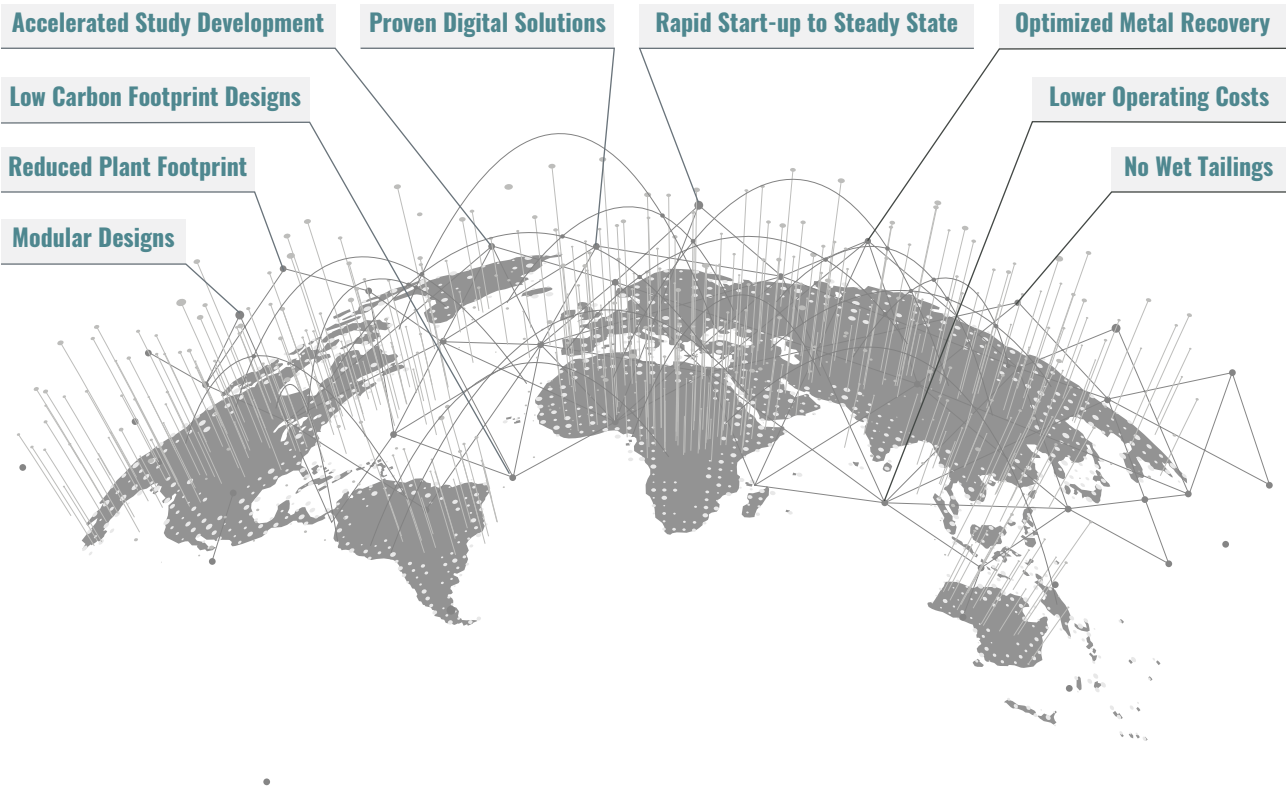 Accelerated Study Development
Proven Digital Solutions
Rapid Start-up to Steady State
Optimized Metal Recovery
Low Carbon Footprint Designs
Lower Operating Costs
Reduced Plant Footprint
No Wet Tailings
Modular Designs